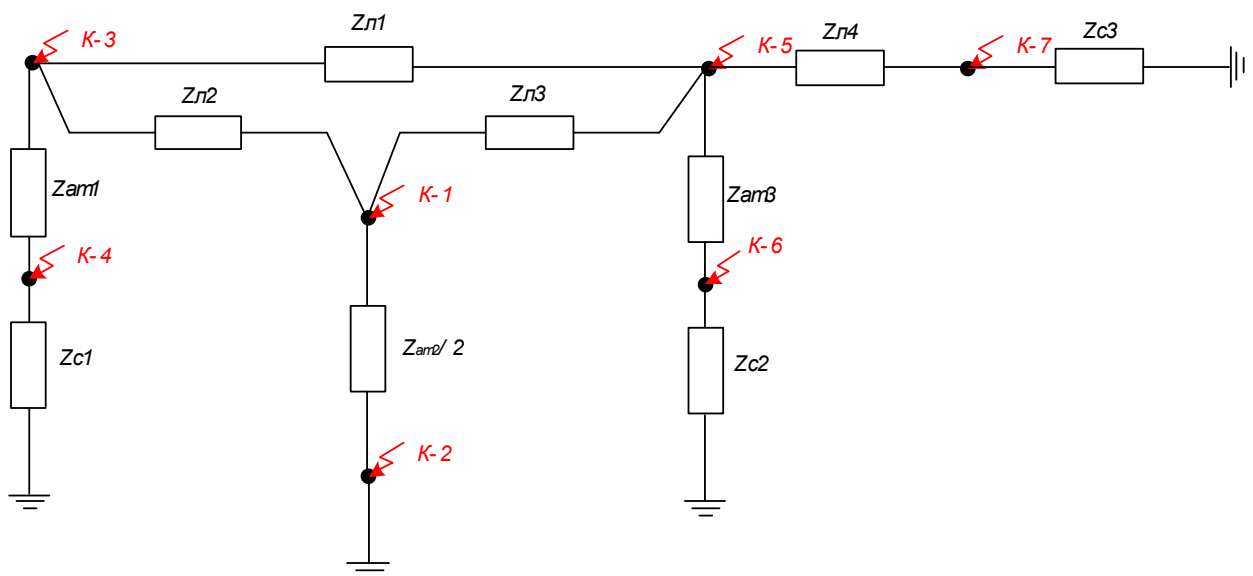 К-3
Zл1
К-5
Zл4
К-7
Zс3
Zл2
Zл3
Zат1
К-1
Zат3
К-4
К-6
Zс1
Zат2/ 2
Zс2
К-2